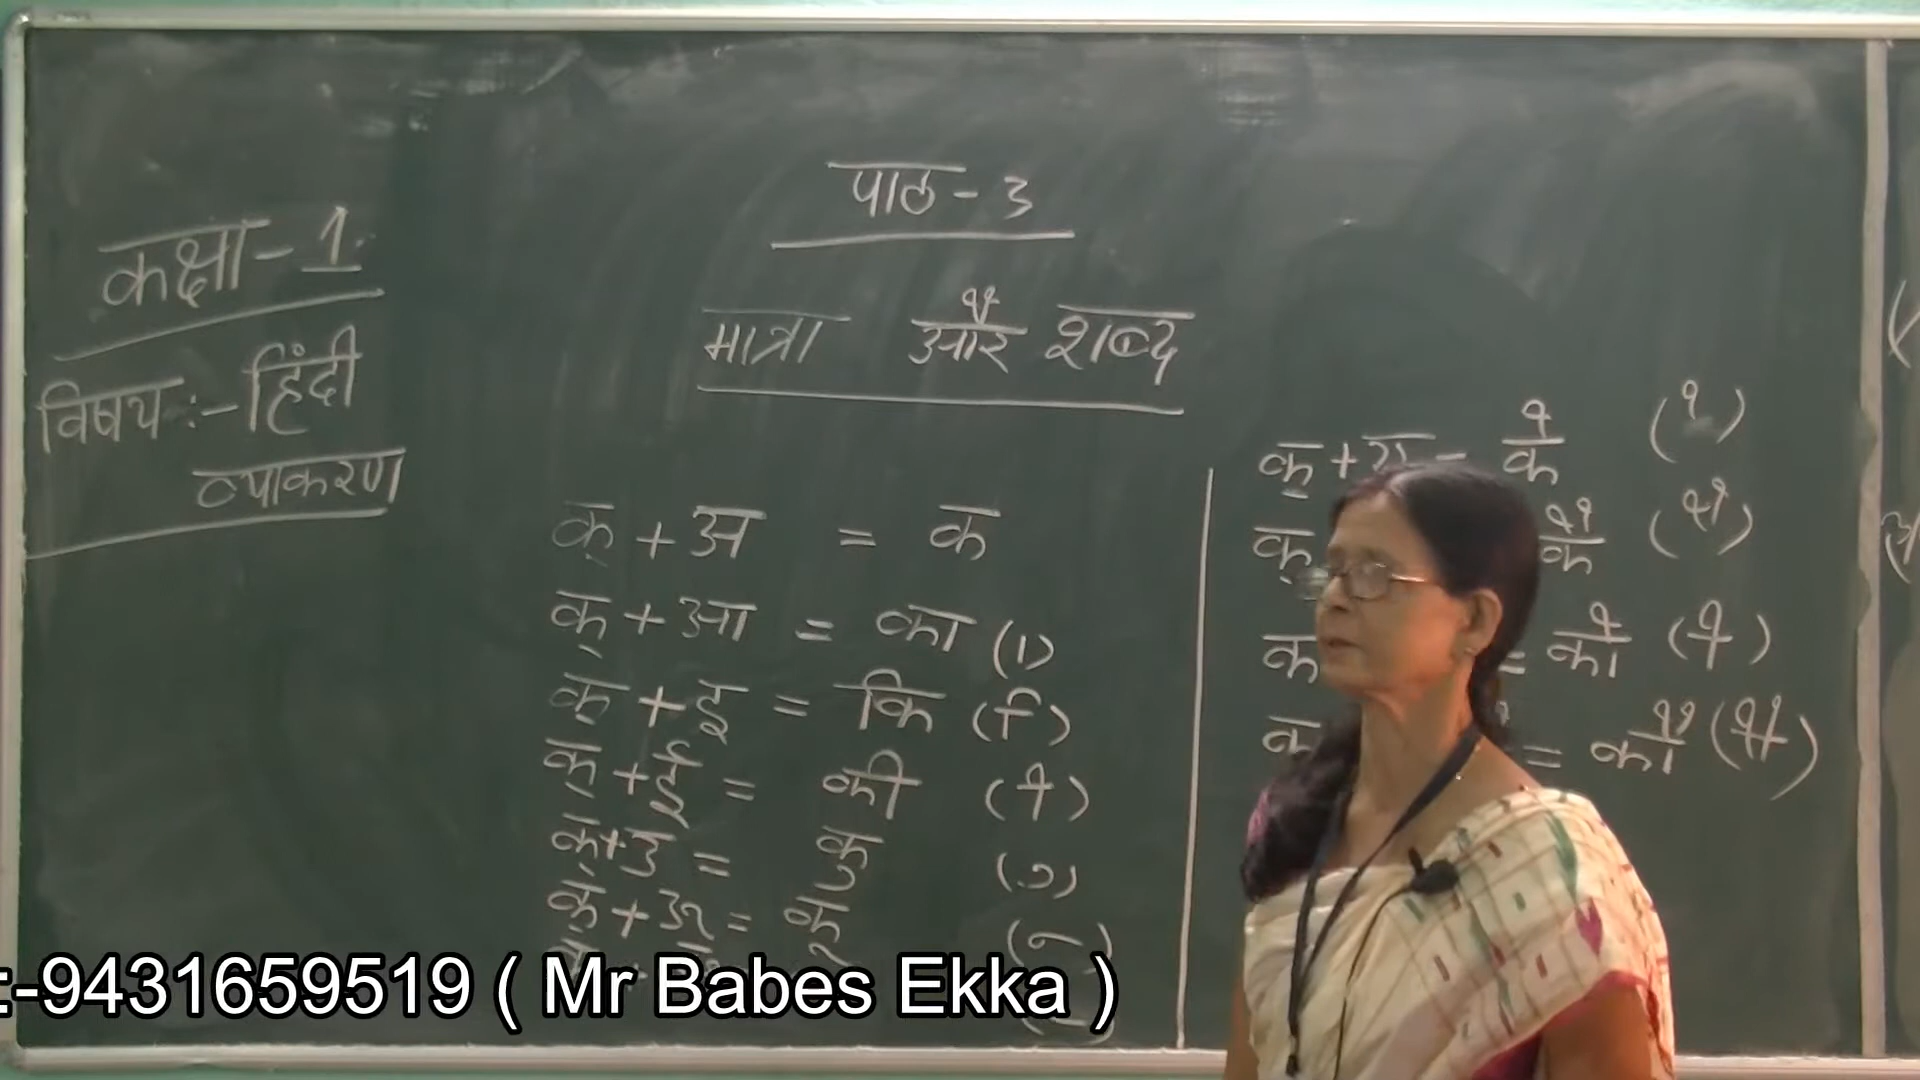 पाठ - ३
मात्रा और शब्द
कक्षा - 1
विषय :- हिंदी
व्याकरण
क् + अ = क
क् + आ = का (ा)
क् + इ = कि (ि)
क् + ई = की (ी)
क् + उ = कु (ु)
क् + ऊ = कू (ू)
क् + ए = के (े)
क् कै (ै)
= को (ो)
= कौ (ौ)
:-9431659519 ( Mr Babes Ekka )